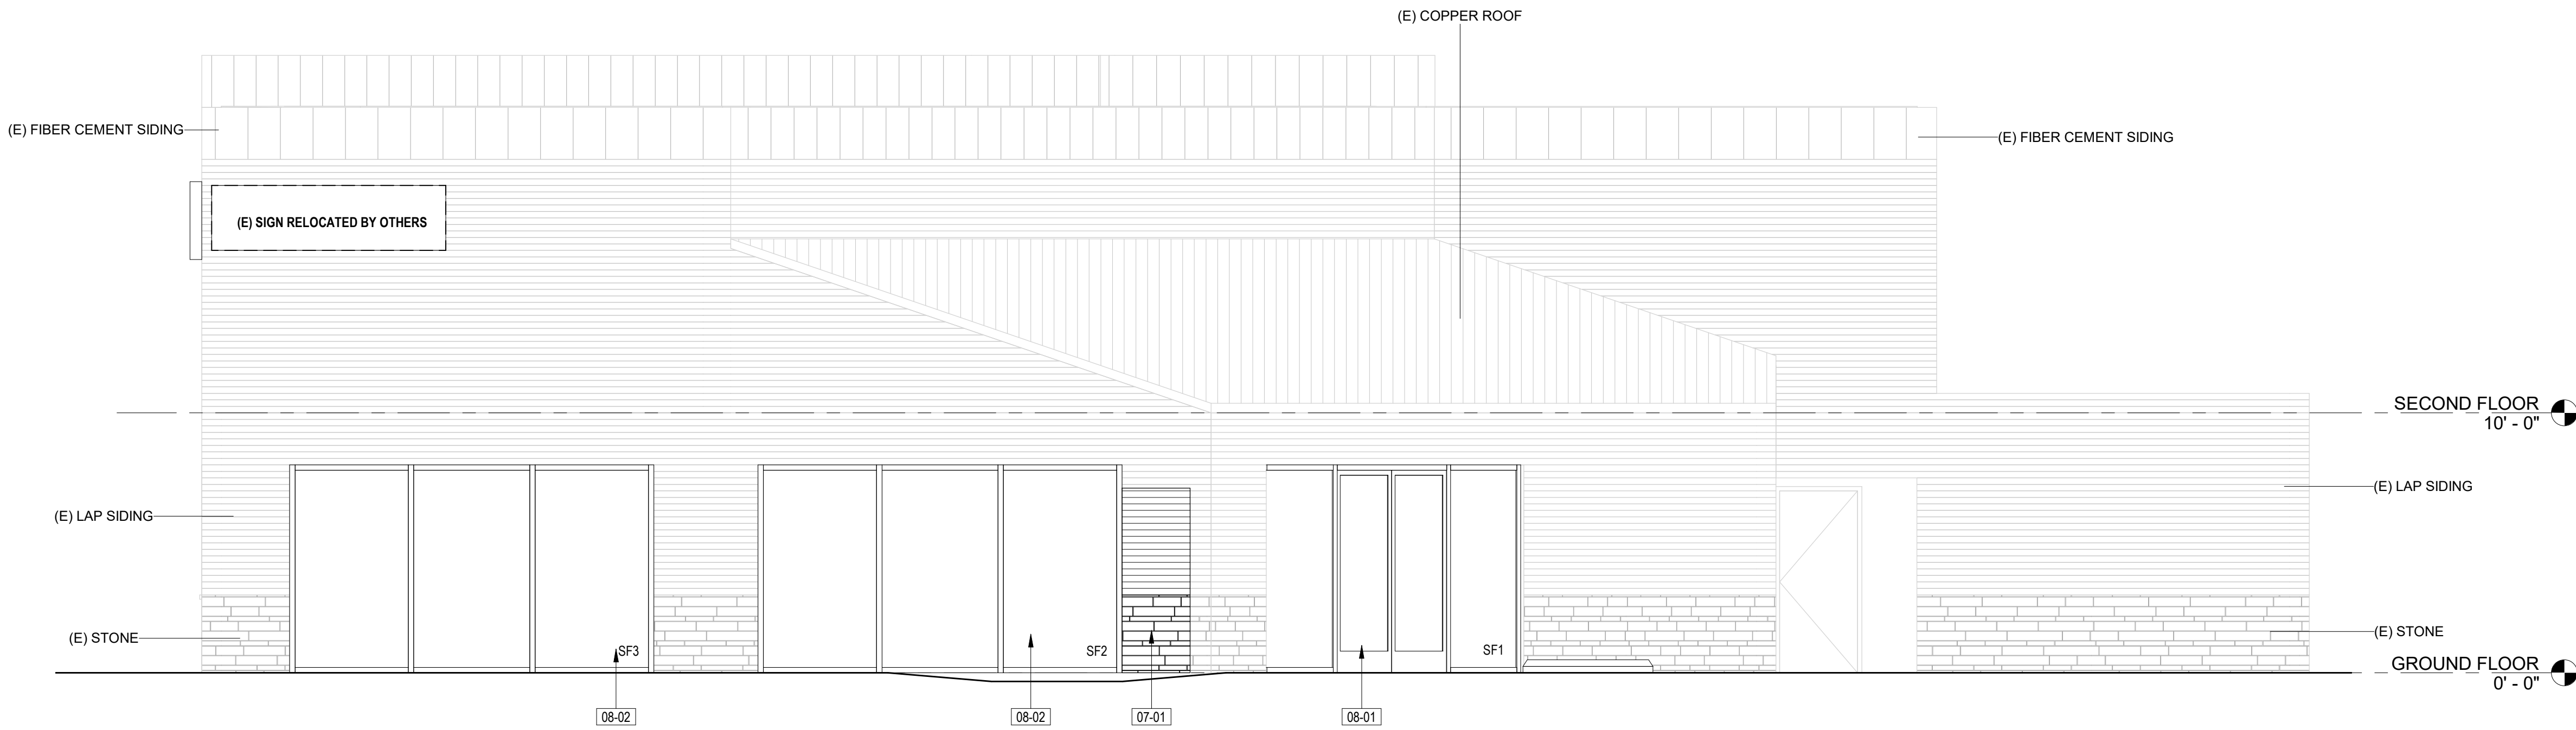 (E) COPPER ROOF
(E) FIBER CEMENT SIDING
(E) FIBER CEMENT SIDING
(E) SIGN RELOCATED BY OTHERS
SECOND FLOOR
10' - 0"
(E) LAP SIDING
(E) LAP SIDING
(E) STONE
SF3
SF2
SF1
(E) STONE
GROUND FLOOR
0' - 0"
08-02
08-02
07-01
08-01